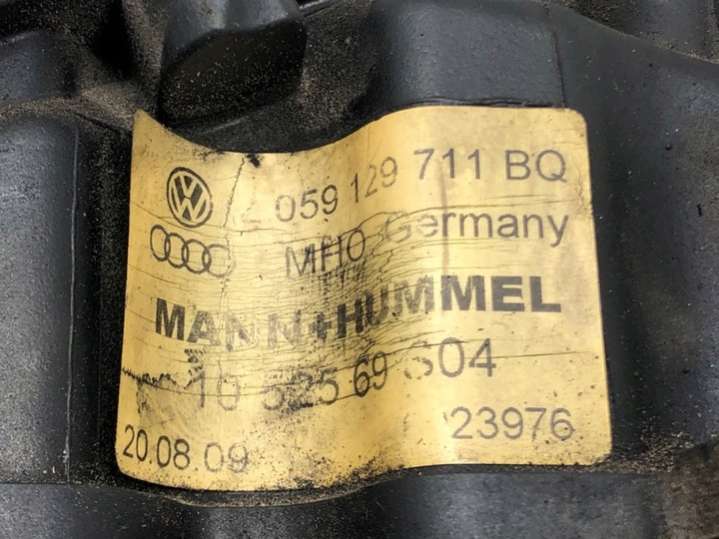 059 129 711 BQ
MHO Germany
MANN+HUMMEL
10 525 69 S04
20.08.09 23976